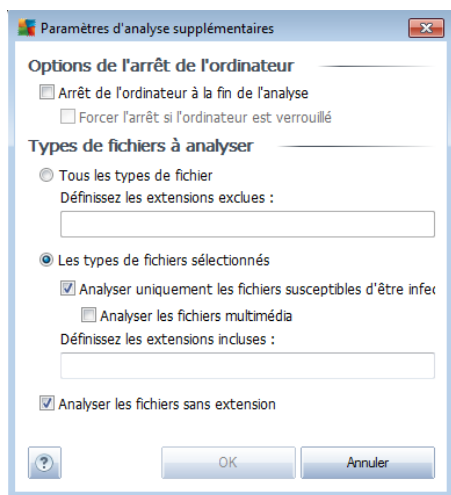 Paramètres d'analyse supplémentaires
Options de l'arrêt de l'ordinateur
Arrêt de l'ordinateur à la fin de l'analyse
Forcer l'arrêt si l'ordinateur est verrouillé
Types de fichiers à analyser
Tous les types de fichier
Définissez les extensions exclues :
Les types de fichiers sélectionnés
Analyser uniquement les fichiers susceptibles d'être infec
Analyser les fichiers multimédia
Définissez les extensions incluses :
Analyser les fichiers sans extension
? OK Annuler